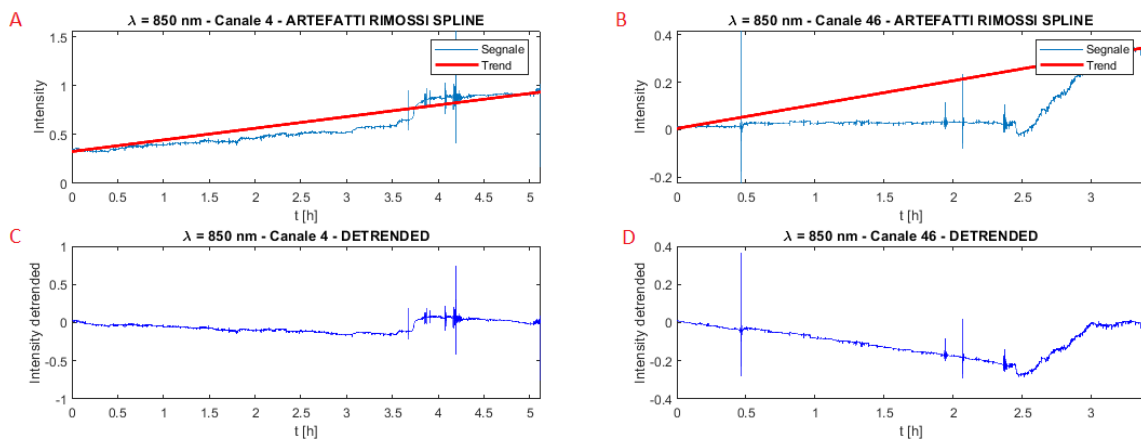 A
λ = 850 nm - Canale 4 - ARTEFATTI RIMOSSI SPLINE
1.5
1
0.5
0
Intensity
Segnale
Trend
0 0.5 1 1.5 2 2.5 3 3.5 4 4.5 5
t [h]
B
λ = 850 nm - Canale 46 - ARTEFATTI RIMOSSI SPLINE
0.4
0.2
0
-0.2
Intensity
Segnale
Trend
0 0.5 1 1.5 2 2.5 3
t [h]
C
λ = 850 nm - Canale 4 - DETRENDED
1
0.5
0
-0.5
-1
Intensity detrended
0 0.5 1 1.5 2 2.5 3 3.5 4 4.5 5
t [h]
D
λ = 850 nm - Canale 46 - DETRENDED
0.4
0.2
0
-0.2
-0.4
Intensity detrended
0 0.5 1 1.5 2 2.5 3
t [h]